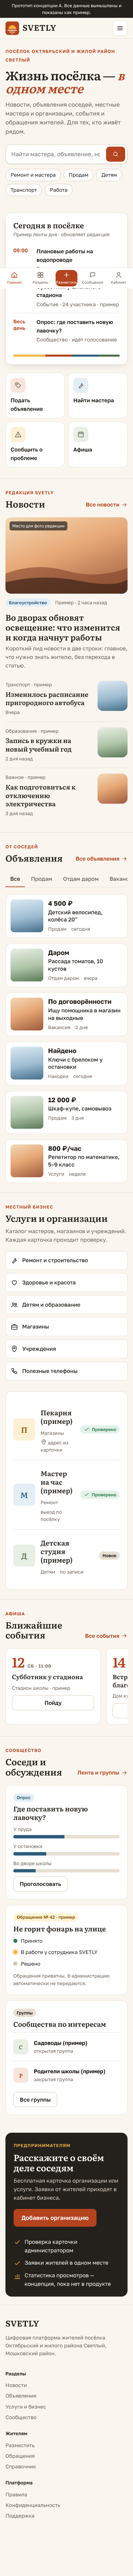 Прототип концепции A. Все данные вымышлены и
показаны как пример.
SVETLY
ПОСЁЛОК ОКТЯБРЬСКИЙ И ЖИЛОЙ РАЙОН
СВЕТЛЫЙ
Жизнь посёлка — в
одном месте
Новости, объявления соседей, местные
мастера и организации, события и
сообщения для жителей. Для тех, кто живёт
рядом.
Найти мастера, объявление, но
Ремонт и мастера
Продам
Детям
Транспорт
Работа
Сегодня в посёлке
Пример ленты дня · обновляет редакция
09:00
Плановые работы на
водопроводе
Главная
Разделы
Разместить
Сообщения
Кабинет
стадиона
Событие · 24 участника · пример
Весь
день
Опрос: где поставить новую
лавочку?
Сообщество · идёт голосование
Подать
объявление
Найти мастера
Сообщить о
проблеме
Афиша
РЕДАКЦИЯ SVETLY
Новости
Все новости →
Место для фото редакции
Благоустройство
Пример · 2 часа назад
Во дворах обновят
освещение: что изменится
и когда начнут работы
Короткий лид новости в две строки: главное,
что нужно знать жителю, без перехода в
статью.
Транспорт · пример
Изменилось расписание
пригородного автобуса
Вчера
Образование · пример
Запись в кружки на
новый учебный год
2 дня назад
Важное · пример
Как подготовиться к
отключению
электричества
3 дня назад
ОТ СОСЕДЕЙ
Объявления
Все объявления →
Все
Продам
Отдам даром
Ваканс
4 500 ₽
Детский велосипед,
колёса 20″
Продам сегодня
Даром
Рассада томатов, 10
кустов
Отдам даром вчера
По договорённости
Ищу помощника в магазин
на выходные
Вакансия 2 дня
Найдено
Ключи с брелоком у
остановки
Находки сегодня
12 000 ₽
Шкаф-купе, самовывоз
Продам 3 дня
800 ₽/час
Репетитор по математике,
5–9 класс
Услуги неделя
МЕСТНЫЙ БИЗНЕС
Услуги и организации
Каталог мастеров, магазинов и учреждений.
Каждая карточка проходит проверку.
Ремонт и строительство
Здоровье и красота
Детям и образование
Магазины
Учреждения
Полезные телефоны
П
Пекарня
(пример)
Магазины
адрес из
карточки
Проверено
М
Мастер
на час
(пример)
Ремонт
выезд по
посёлку
Проверено
Д
Детская
студия
(пример)
Детям по записи
Новое
АФИША
Ближайшие
события
Все события →
12 СБ · 11:00
Субботник у стадиона
Стадион школы · пример
Пойду
14
Встр
благо
Дом к
СООБЩЕСТВО
Соседи и
обсуждения
Лента и группы →
Опрос
Где поставить новую
лавочку?
У пруда
У остановки
Во дворе школы
Проголосовать
Обращение № 42 · пример
Не горит фонарь на улице
Принято
В работе у сотрудника SVETLY
Решено
Обращения приватны. В администрацию
автоматически не передаются.
Группы
Сообщества по интересам
С
Садоводы (пример)
открытая группа
Р
Родители школы (пример)
закрытая группа
Все группы
ПРЕДПРИНИМАТЕЛЯМ
Расскажите о своём
деле соседям
Бесплатная карточка организации или
услуги. Заявки от жителей приходят в
кабинет бизнеса.
Добавить организацию
Проверка карточки
администратором
Заявки жителей в одном месте
Статистика просмотров —
концепция, пока нет в продукте
SVETLY
Цифровая платформа жителей посёлка
Октябрьский и жилого района Светлый,
Мошковский район.
Разделы
Новости
Объявления
Услуги и бизнес
Сообщество
Жителям
Разместить
Обращения
Справочник
Платформа
Правила
Конфиденциальность
Поддержка